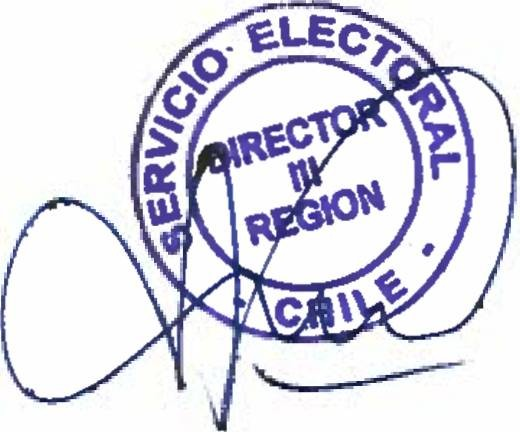 SERVICIO ELECTORAL
DIRECTOR
III
REGION
CHILE